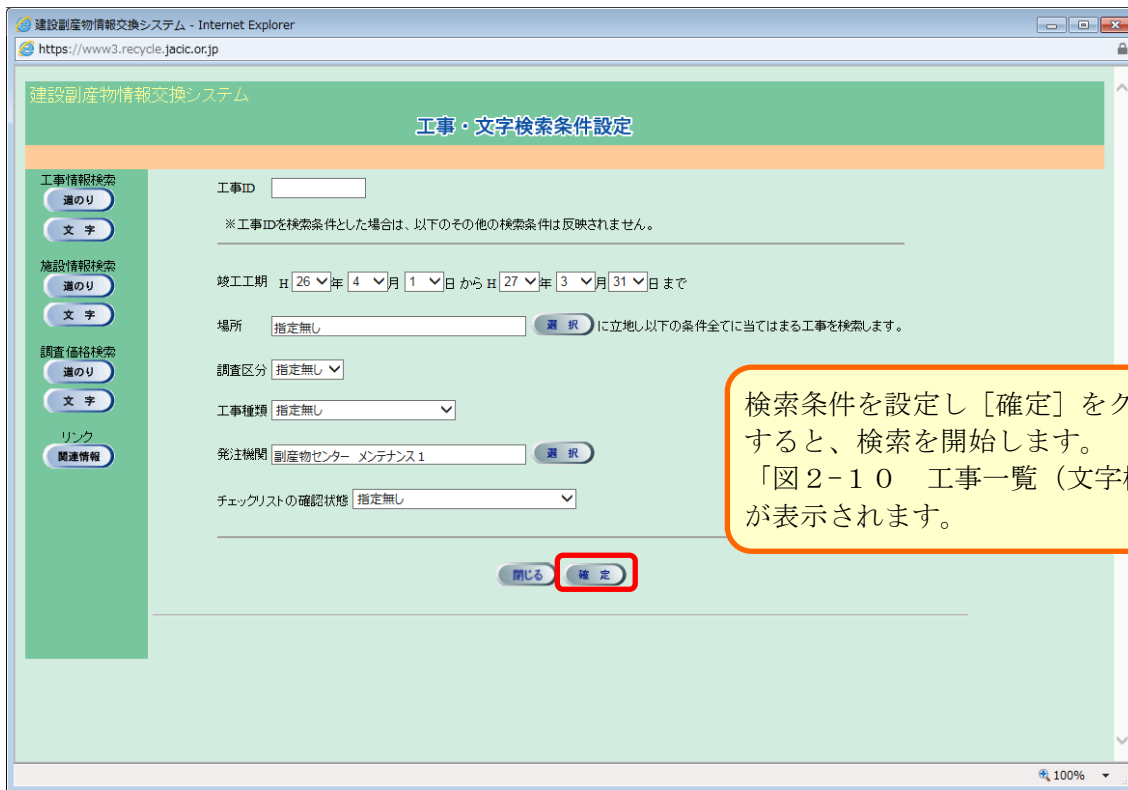 建設副産物情報交換システム - Internet Explorer
https://www3.recycle.jacic.or.jp
建設副産物情報交換システム
工事・文字検索条件設定
工事情報検索
道のり
文 字
施設情報検索
道のり
文 字
調査価格検索
道のり
文 字
リンク
関連情報
工事ID
※工事IDを検索条件とした場合は、以下のその他の検索条件は反映されません。
竣工工期 H 26 年 4 月 1 日 から H 27 年 3 月 31 日 まで
場所 指定無し 選 択 に立地し以下の条件全てに当てはまる工事を検索します。
調査区分 指定無し
工事種類 指定無し
発注機関 副産物センター メンテナンス1 選 択
チェックリストの確認状態 指定無し
閉じる 確 定
検索条件を設定し［確定］をク
すると、検索を開始します。
「図２-１０　工事一覧（文字
が表示されます。
100%